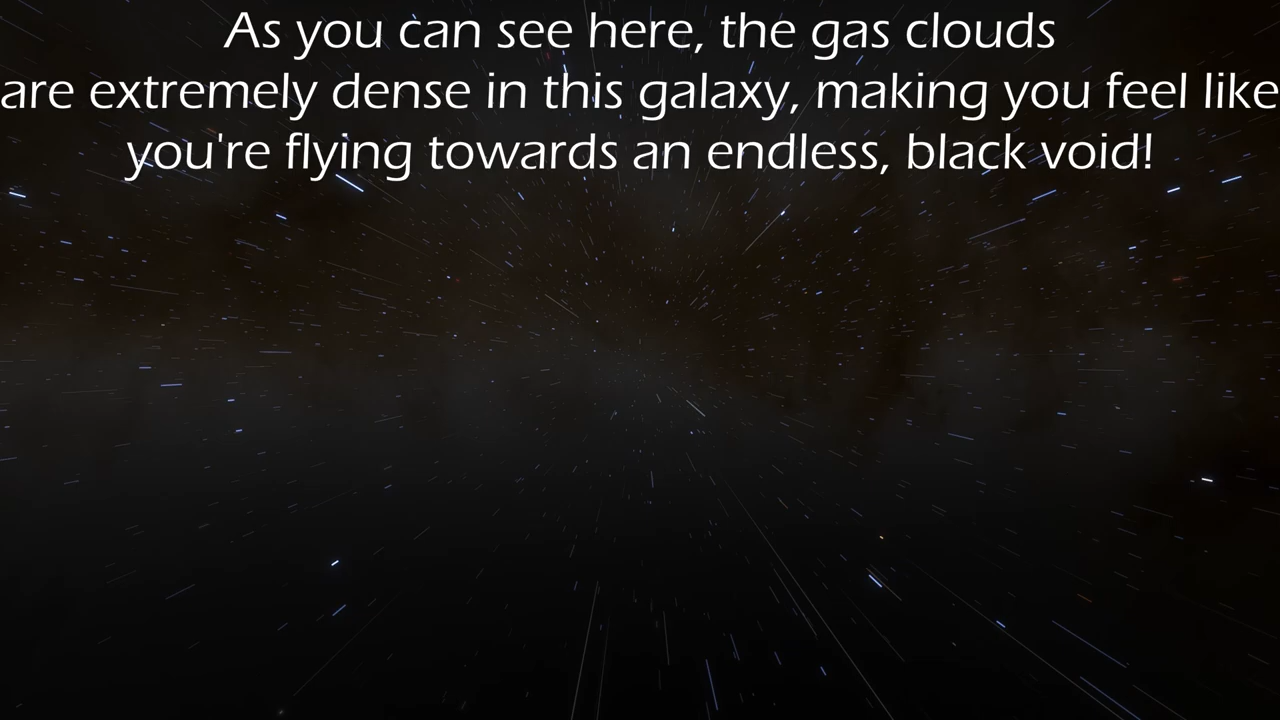 As you can see here, the gas clouds
are extremely dense in this galaxy, making you feel like
you're flying towards an endless, black void!